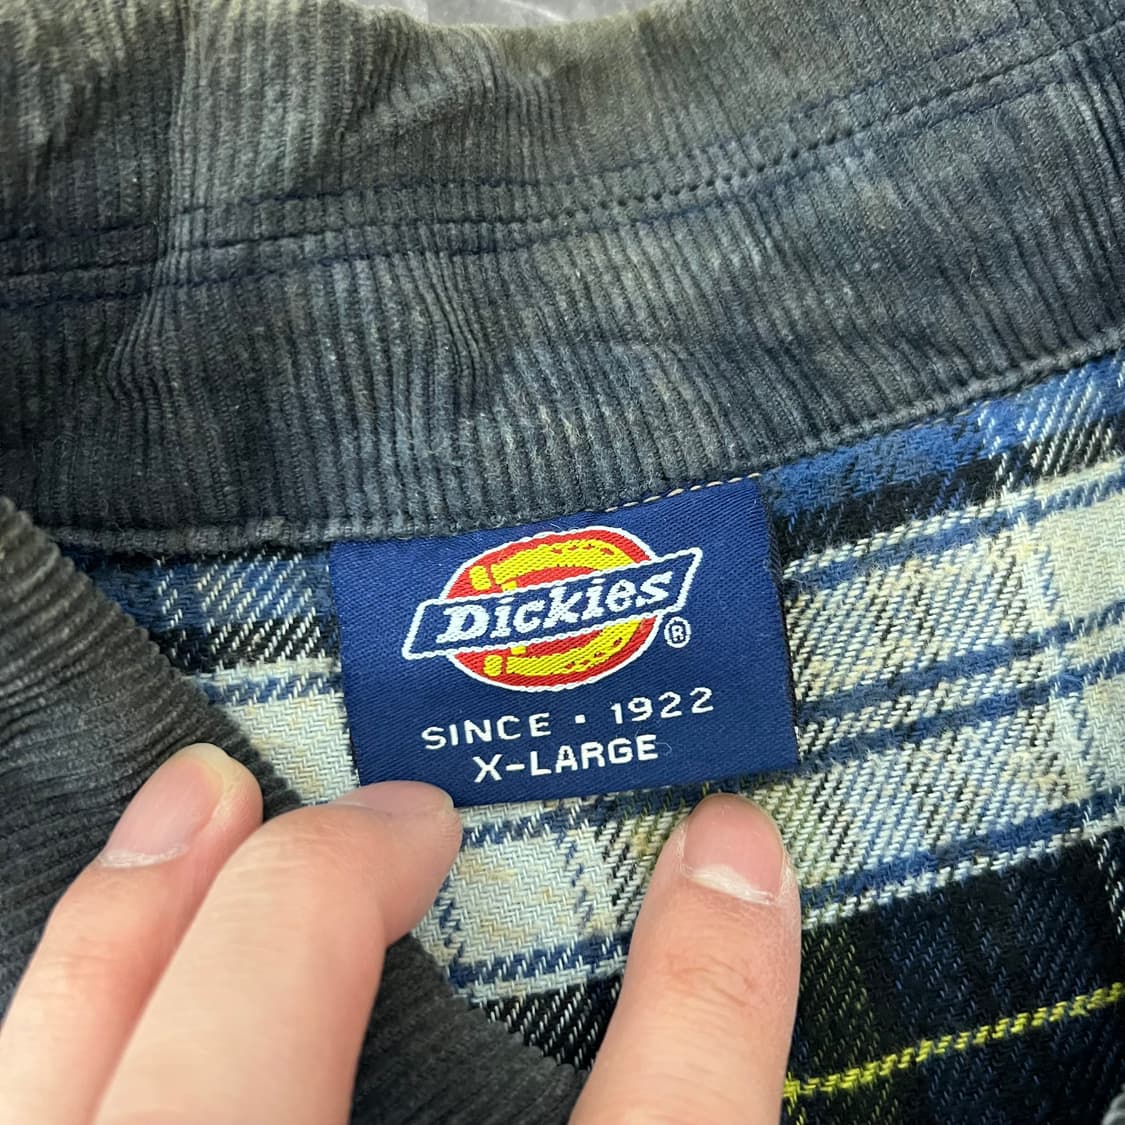 Dickies
®
SINCE · 1922
X-LARGE